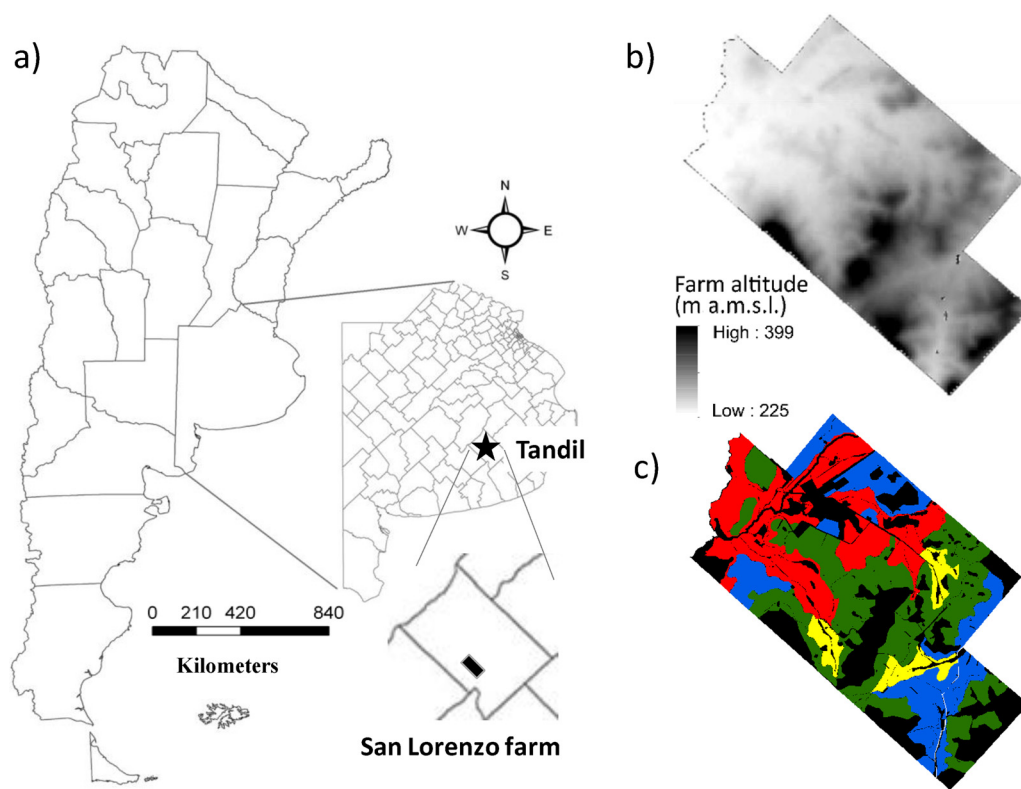 a)
N
W E
S
Tandil
0 210 420 840
Kilometers
San Lorenzo farm
b)
Farm altitude
(m a.m.s.l.)
High : 399
Low : 225
c)